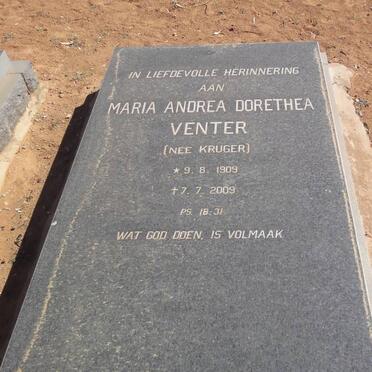 IN LIEFDEVOLLE HERINNERING
AAN
MARIA ANDREA DORETHEA
VENTER
(NEE KRUGER)
* 9. 8. 1909
† 7. 7. 2009
PS. 18:31
WAT GOD DOEN, IS VOLMAAK